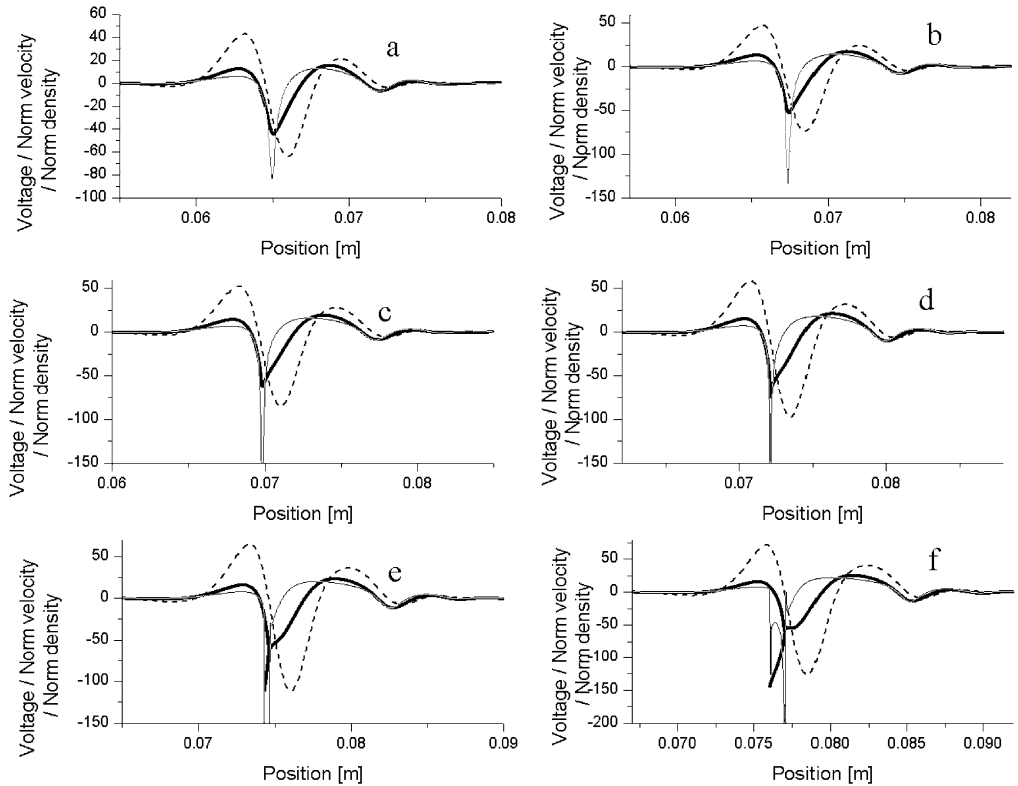 Voltage / Norm velocity
/ Norm density
60
40
20
0
-20
-40
-60
-80
-100
a
0.06
0.07
0.08
Position [m]
Voltage / Norm velocity
/ Norm density
50
0
-50
-100
-150
b
0.06
0.07
0.08
Position [m]
Voltage / Norm velocity
/ Norm density
50
0
-50
-100
-150
c
0.06
0.07
0.08
Position [m]
Voltage / Norm velocity
/ Norm density
50
0
-50
-100
-150
d
0.07
0.08
Position [m]
Voltage / Norm velocity
/ Norm density
50
0
-50
-100
-150
e
0.07
0.08
0.09
Position [m]
Voltage / Norm velocity
/ Norm density
50
0
-50
-100
-150
-200
f
0.070
0.075
0.080
0.085
0.090
Position [m]